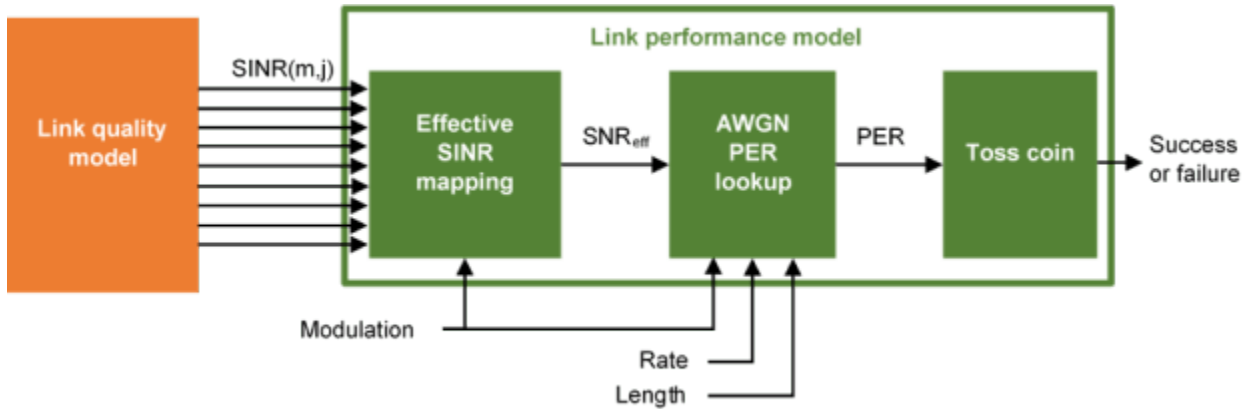 Link performance model
SINR(m,j)
Link quality
model
Effective
SINR
mapping
SNReff
AWGN
PER
lookup
PER
Toss coin
Success
or failure
Modulation
Rate
Length